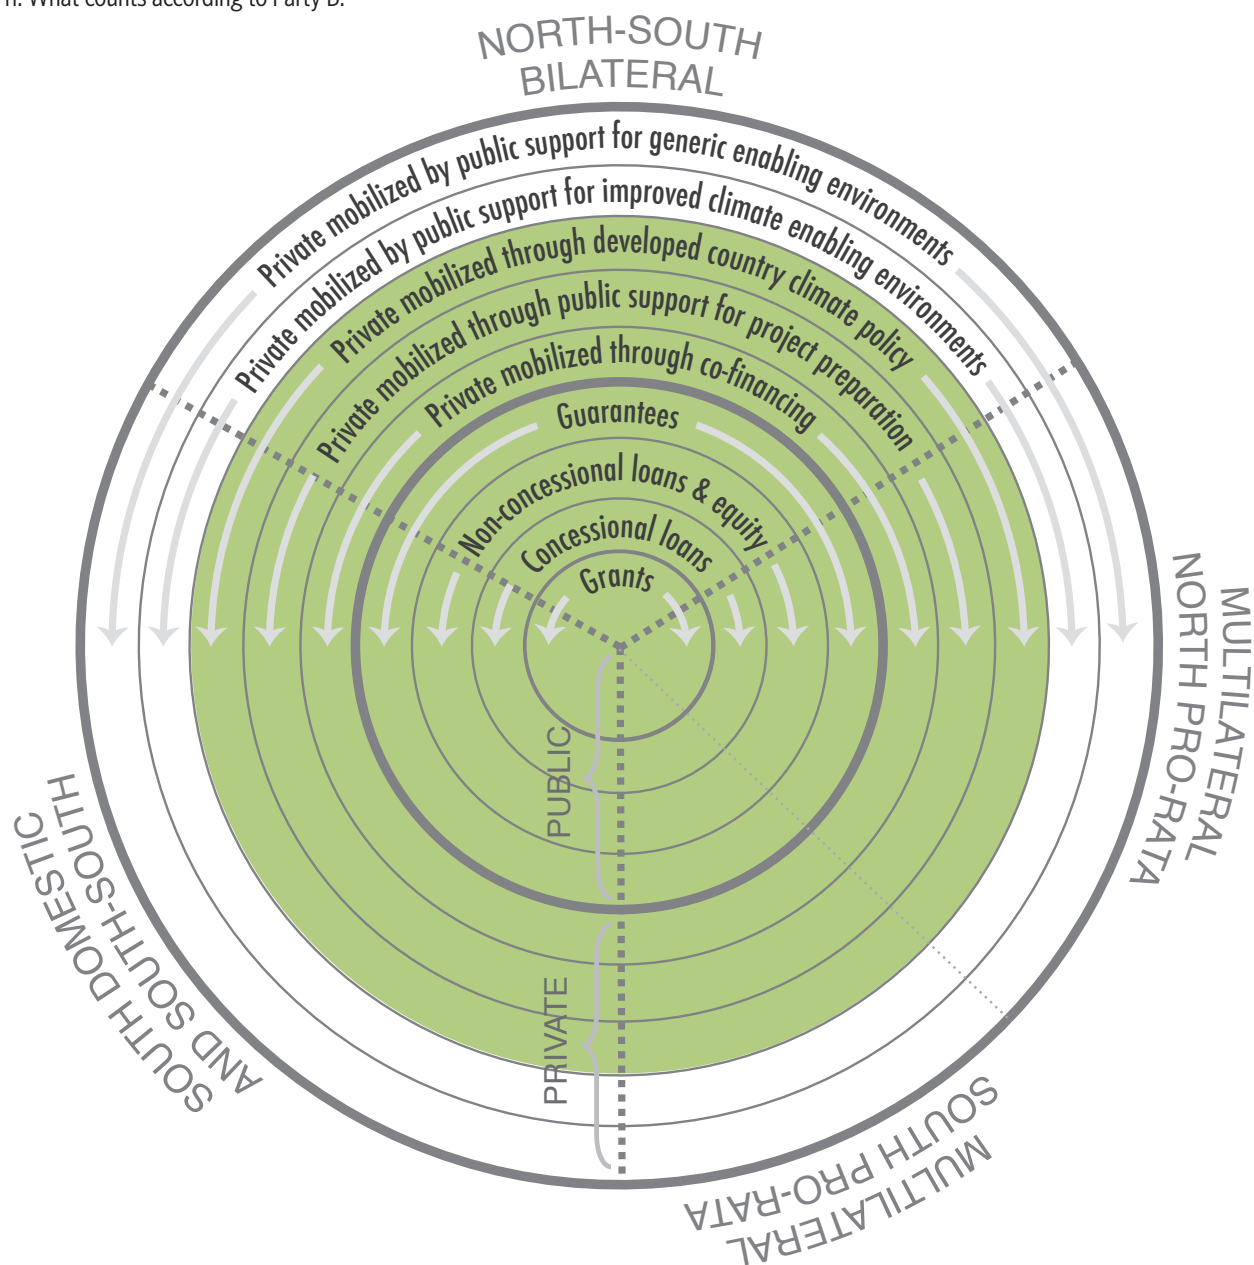 n. What counts according to Party B.
NORTH-SOUTH
BILATERAL
Private mobilized by public support for generic enabling environments
Private mobilized by public support for improved climate enabling environments
Private mobilized through developed country climate policy
Private mobilized through public support for project preparation
Private mobilized through co-financing
Guarantees
Non-concessional loans & equity
Concessional loans
Grants
MULTILATERAL
NORTH PRO-RATA
PUBLIC
PRIVATE
SOUTH DOMESTIC
AND SOUTH-SOUTH
MULTILATERAL
SOUTH PRO-RATA